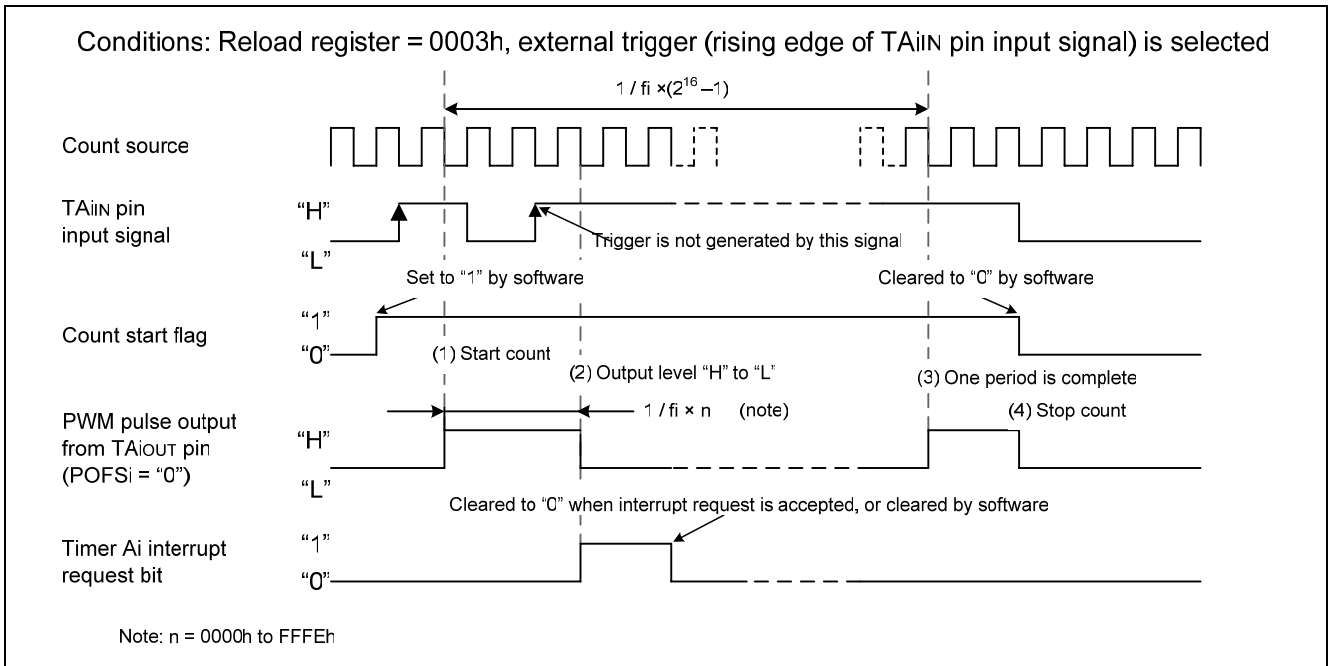 Conditions: Reload register = 0003h, external trigger (rising edge of TAiIN pin input signal) is selected
1 / fi ×(2^16 –1)
Count source
TAiIN pin
input signal
“H”
“L”
Trigger is not generated by this signal
Set to “1” by software
Cleared to “0” by software
Count start flag
“1”
“0”
(1) Start count
(2) Output level “H” to “L”
(3) One period is complete
(4) Stop count
PWM pulse output
from TAiOUT pin
(POFSi = “0”)
“H”
“L”
1 / fi × n (note)
Cleared to “0” when interrupt request is accepted, or cleared by software
Timer Ai interrupt
request bit
“1”
“0”
Note: n = 0000h to FFFEh